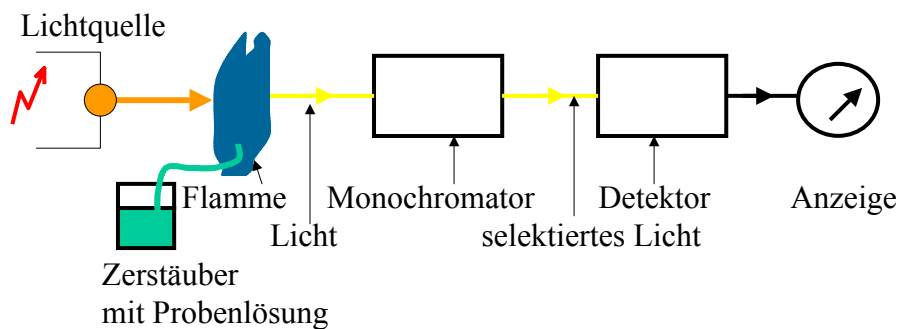 Lichtquelle
Flamme
Monochromator
Detektor
Anzeige
Licht
selektiertes Licht
Zerstäuber
mit Probenlösung